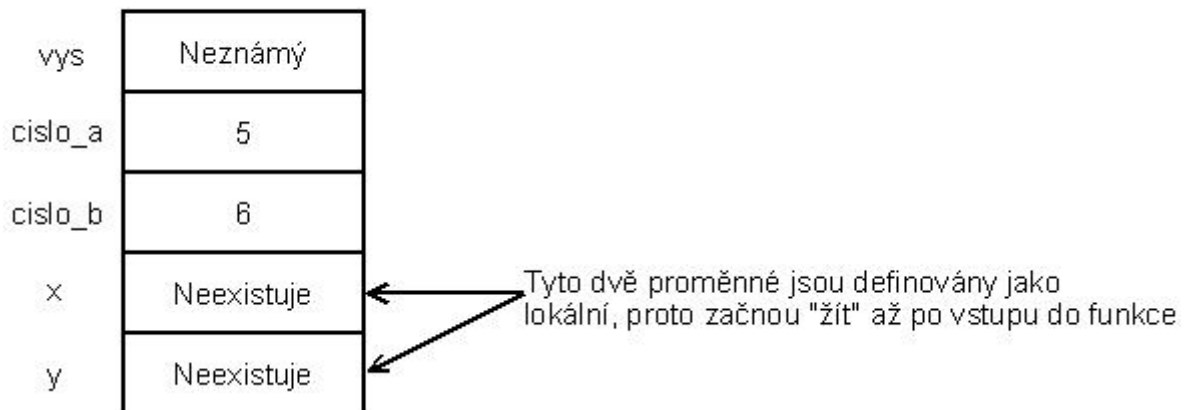 vys Neznámý
cislo_a 5
cislo_b 6
x Neexistuje
Tyto dvě proměnné jsou definovány jako
lokální, proto začnou "žít" až po vstupu do funkce
y Neexistuje